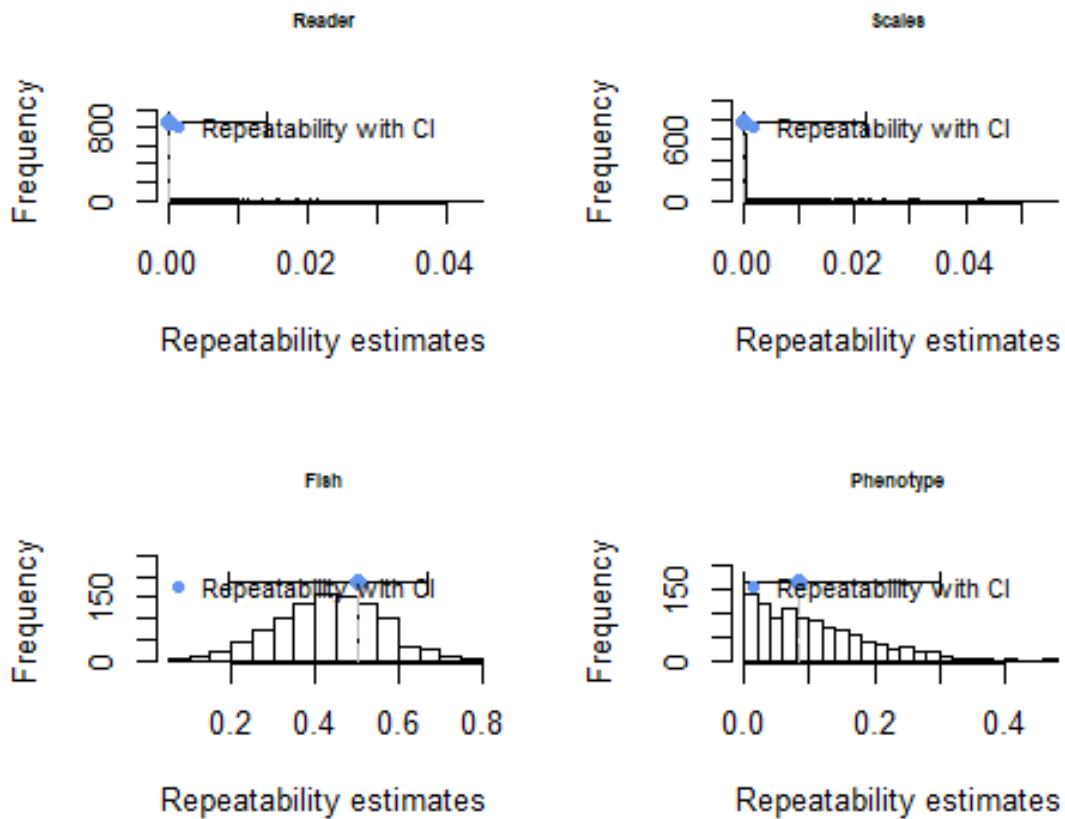 Reader
Frequency
800
0
Repeatability with CI
0.00 0.02 0.04
Repeatability estimates
Scales
Frequency
600
0
Repeatability with CI
0.00 0.02 0.04
Repeatability estimates
Fish
Frequency
150
0
Repeatability with CI
0.2 0.4 0.6 0.8
Repeatability estimates
Phenotype
Frequency
150
0
Repeatability with CI
0.0 0.2 0.4
Repeatability estimates